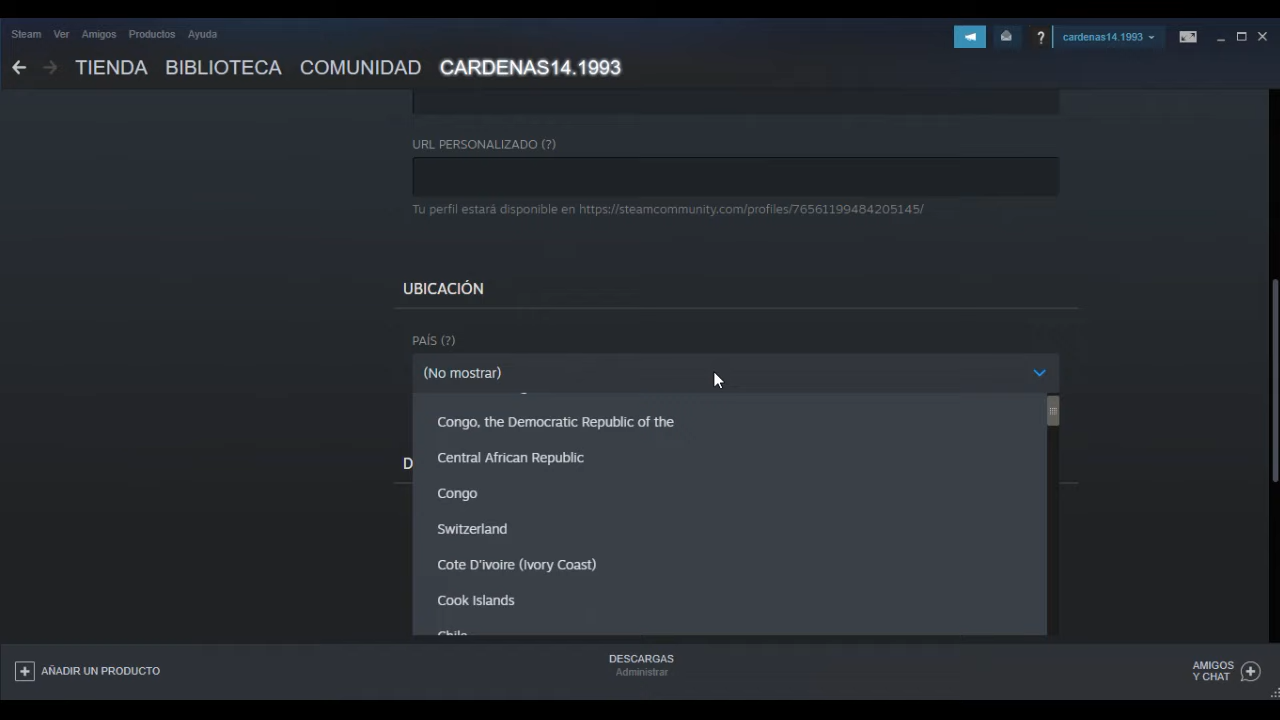 Steam Ver Amigos Productos Ayuda
? cardenas14.1993
TIENDA BIBLIOTECA COMUNIDAD CARDENAS14.1993
URL PERSONALIZADO (?)
Tu perfil estará disponible en https://steamcommunity.com/profiles/76561199484205145/
UBICACIÓN
PAÍS (?)
(No mostrar)
Congo, the Democratic Republic of the
Central African Republic
D
Congo
Switzerland
Cote D'ivoire (Ivory Coast)
Cook Islands
Chile
AÑADIR UN PRODUCTO
DESCARGAS
Administrar
AMIGOS
Y CHAT